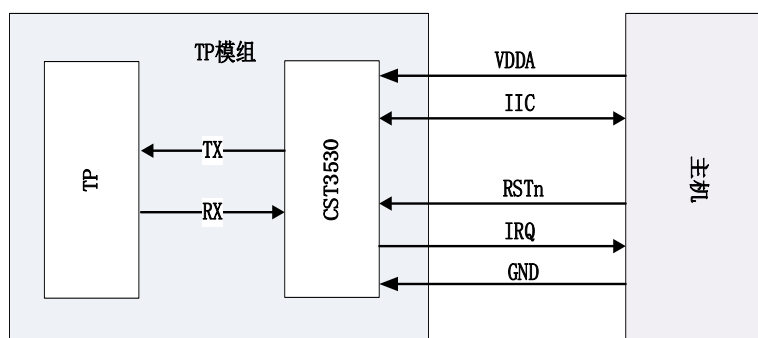 TP模组
VDDA
IIC
TX
RX
TP
CST3530
RSTn
IRQ
GND
主机